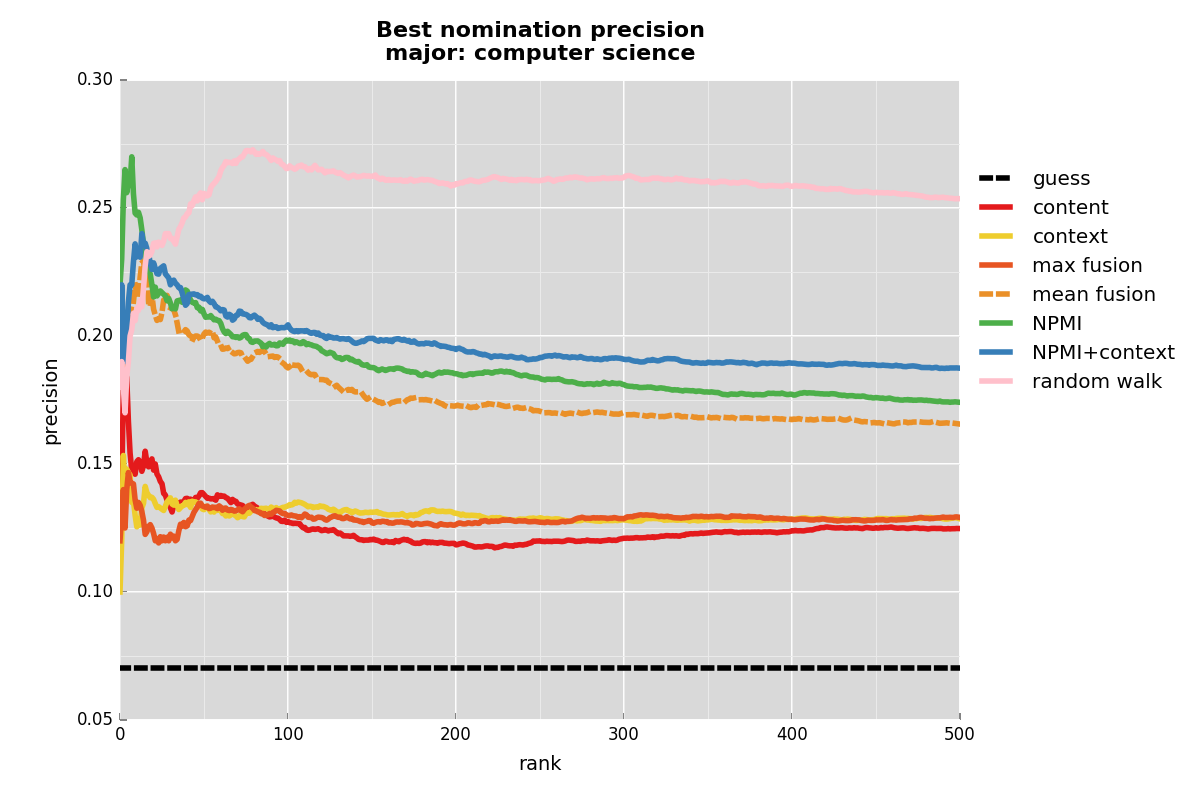 Best nomination precision
major: computer science
precision
0.30
0.25
0.20
0.15
0.10
0.05
0
100
200
300
400
500
rank
guess
content
context
max fusion
mean fusion
NPMI
NPMI+context
random walk